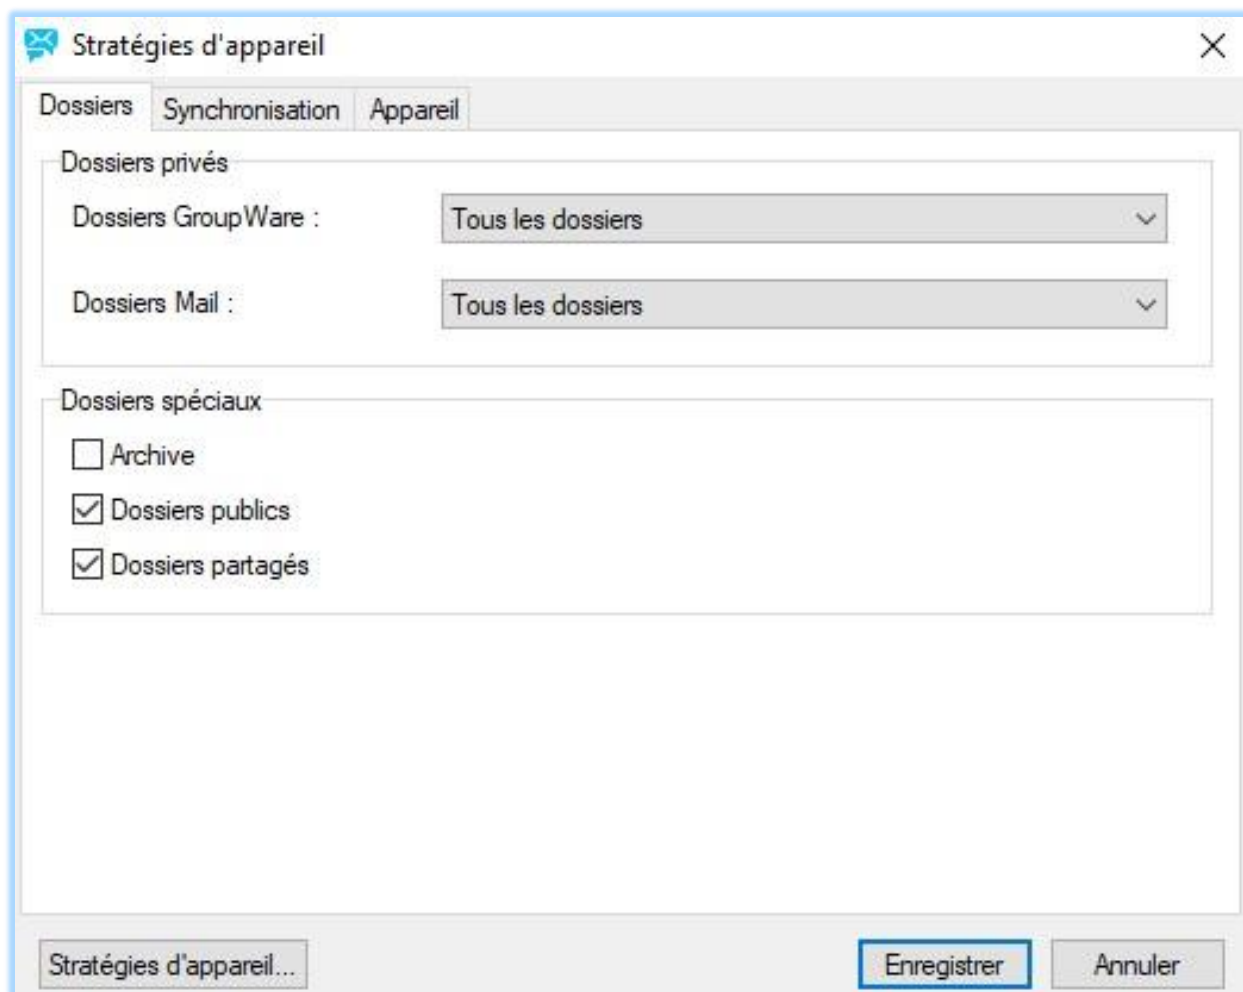 Stratégies d'appareil
Dossiers Synchronisation Appareil
Dossiers privés
Dossiers GroupWare : Tous les dossiers
Dossiers Mail : Tous les dossiers
Dossiers spéciaux
Archive
Dossiers publics
Dossiers partagés
Stratégies d'appareil... Enregistrer Annuler